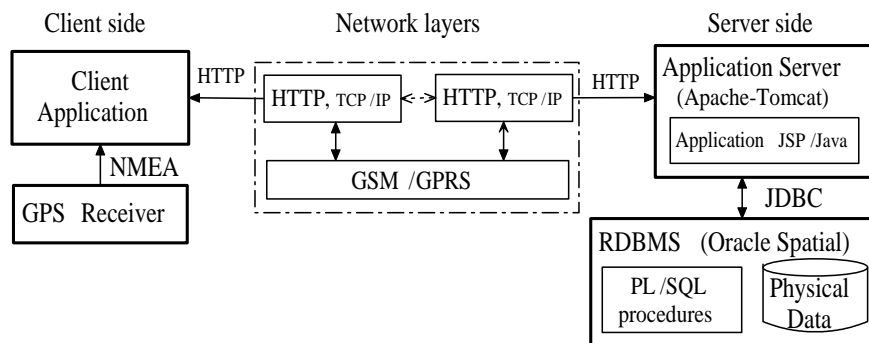 Client side
Network layers
Server side
Client
Application
HTTP
HTTP, TCP/IP
HTTP, TCP/IP
HTTP
Application Server
(Apache-Tomcat)
Application JSP/Java
NMEA
GSM/GPRS
GPS Receiver
JDBC
RDBMS (Oracle Spatial)
PL/SQL
procedures
Physical
Data